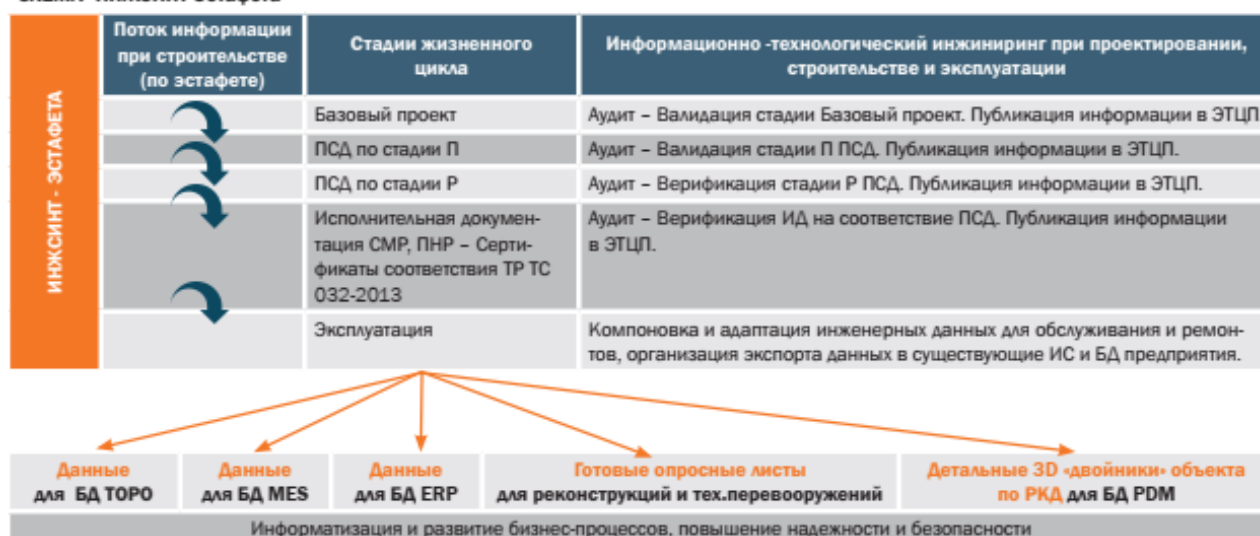 ИНЖСИНТ - ЭСТАФЕТА
Поток информации
при строительстве
(по эстафете)
Стадии жизненного
цикла
Информационно -технологический инжиниринг при проектировании,
строительстве и эксплуатации
Базовый проект
Аудит – Валидация стадии Базовый проект. Публикация информации в ЭТЦП.
ПСД по стадии П
Аудит – Валидация стадии П ПСД. Публикация информации в ЭТЦП.
ПСД по стадии Р
Аудит – Верификация стадии Р ПСД. Публикация информации в ЭТЦП.
Исполнительная докумен-
тация СМР, ПНР – Серти-
фикаты соответствия ТР ТС
032-2013
Аудит – Верификация ИД на соответствие ПСД. Публикация информации
в ЭТЦП.
Эксплуатация
Компоновка и адаптация инженерных данных для обслуживания и ремон-
тов, организация экспорта данных в существующие ИС и БД предприятия.
Данные
для БД ТОРО
Данные
для БД MES
Данные
для БД ERP
Готовые опросные листы
для реконструкций и тех.перевооружений
Детальные 3D «двойники» объекта
по РКД для БД PDM
Информатизация и развитие бизнес-процессов, повышение надежности и безопасности